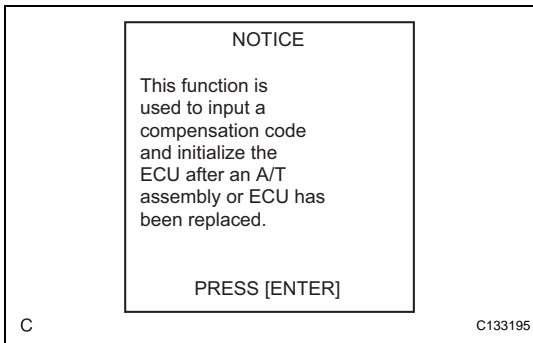 NOTICE
This function is
used to input a
compensation code
and initialize the
ECU after an A/T
assembly or ECU has
been replaced.
PRESS [ENTER]
C
C133195